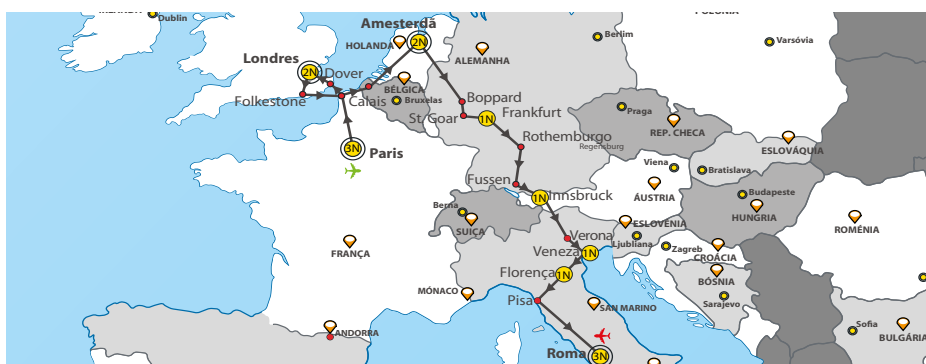 Dublin
POLÓNIA
Amesterdã
2N
HOLANDA
Berlim
Varsóvia
ALEMANHA
Londres
2N
Dover
BÉLGICA
Bruxelas
Folkestone
Calais
Boppard
St. Goar
1N
Frankfurt
Praga
REP. CHECA
Rothemburgo
Regensburg
ESLOVÁQUIA
3N
Paris
Viena
Bratislava
Fussen
ÁUSTRIA
Budapeste
HUNGRIA
1N
Innsbruck
Berna
SUIÇA
ESLOVÉNIA
Ljubliana
Verona
Zagreb
CROÁCIA
ROMÉNIA
FRANÇA
Veneza
1N
Florença
1N
BÓSNIA
Sarajevo
MÓNACO
Pisa
SAN MARINO
Sofia
BULGÁRIA
ANDORRA
Roma
3N